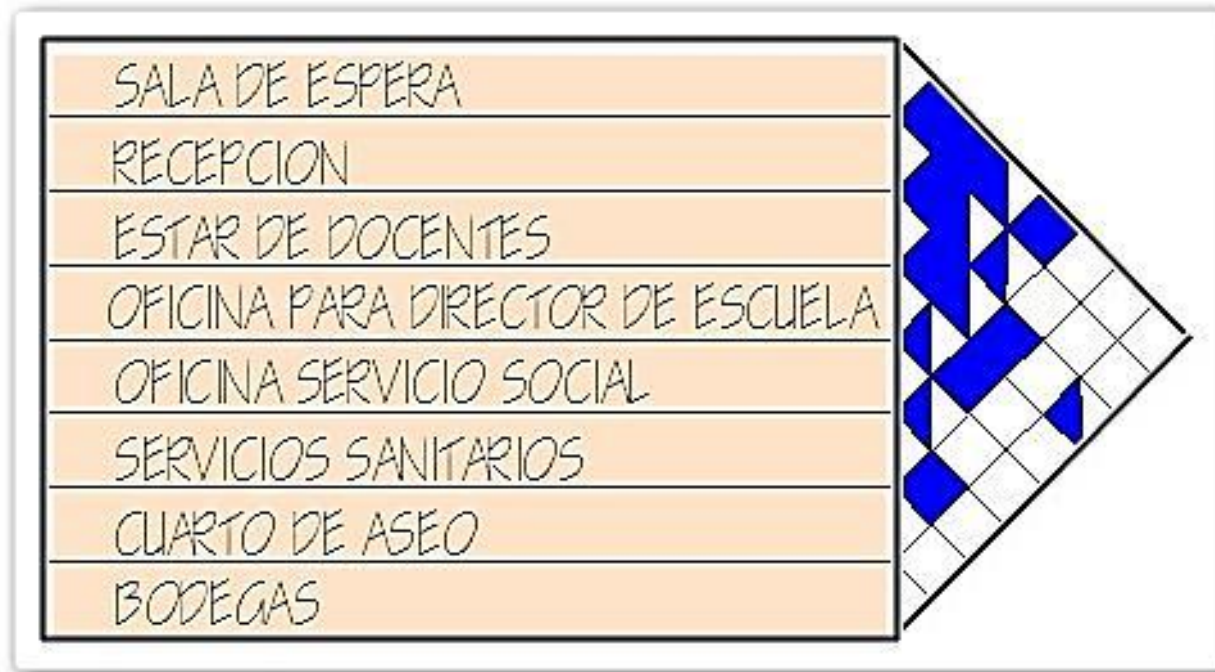 SALA DE ESPERA
RECEPCION
ESTAR DE DOCENTES
OFICINA PARA DIRECTOR DE ESCUELA
OFICINA SERVICIO SOCIAL
SERVICIOS SANITARIOS
CUARTO DE ASEO
BODEGAS